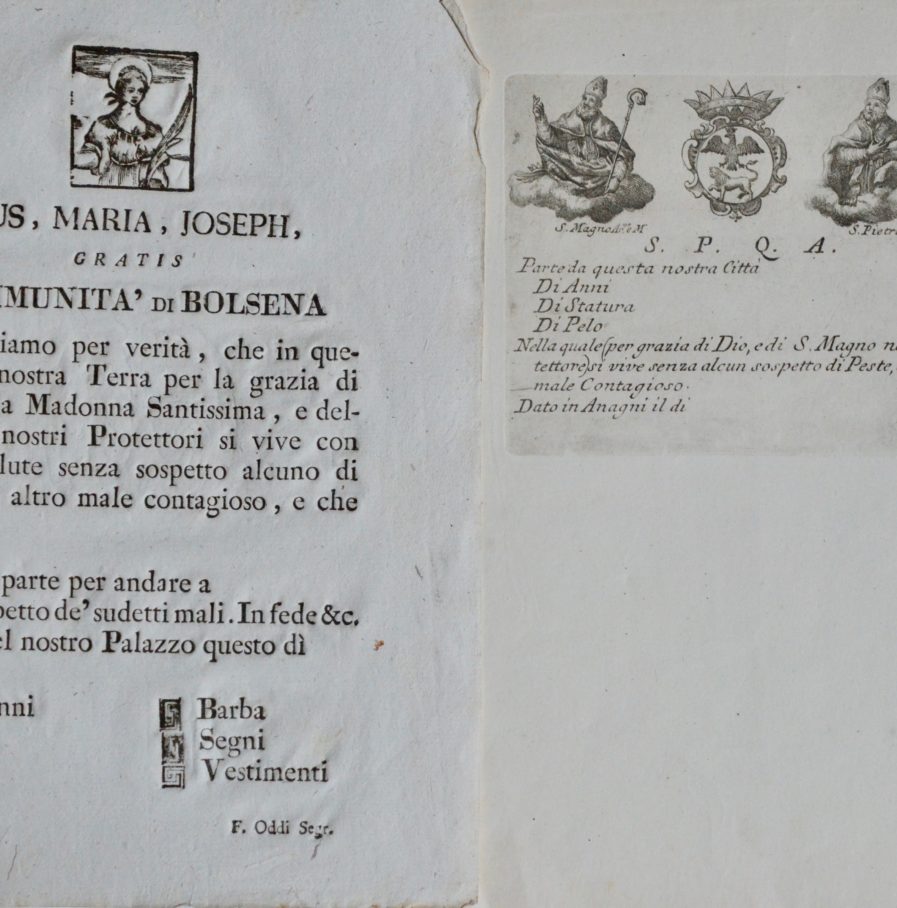 US, MARIA, JOSEPH,
GRATIS
MUNITA' DI BOLSENA
iamo per verità, che in que-
nostra Terra per la grazia di
a Madonna Santissima, e del-
nostri Protettori si vive con
lute senza sospetto alcuno di
altro male contagioso, e che
parte per andare a
petto de' sudetti mali. In fede &c.
el nostro Palazzo questo dì
nni
Barba
Segni
Vestimenti
F. Oddi Segr.
S. Magno
S. Pietro
S. P. Q. A.
Parte da questa nostra Città
Di Anni
Di Statura
Di Pelo
Nella quale (per grazia di Dio, e di S. Magno n
tettore) si vive senza alcun sospetto di Peste,
male Contagioso.
Dato in Anagni il di